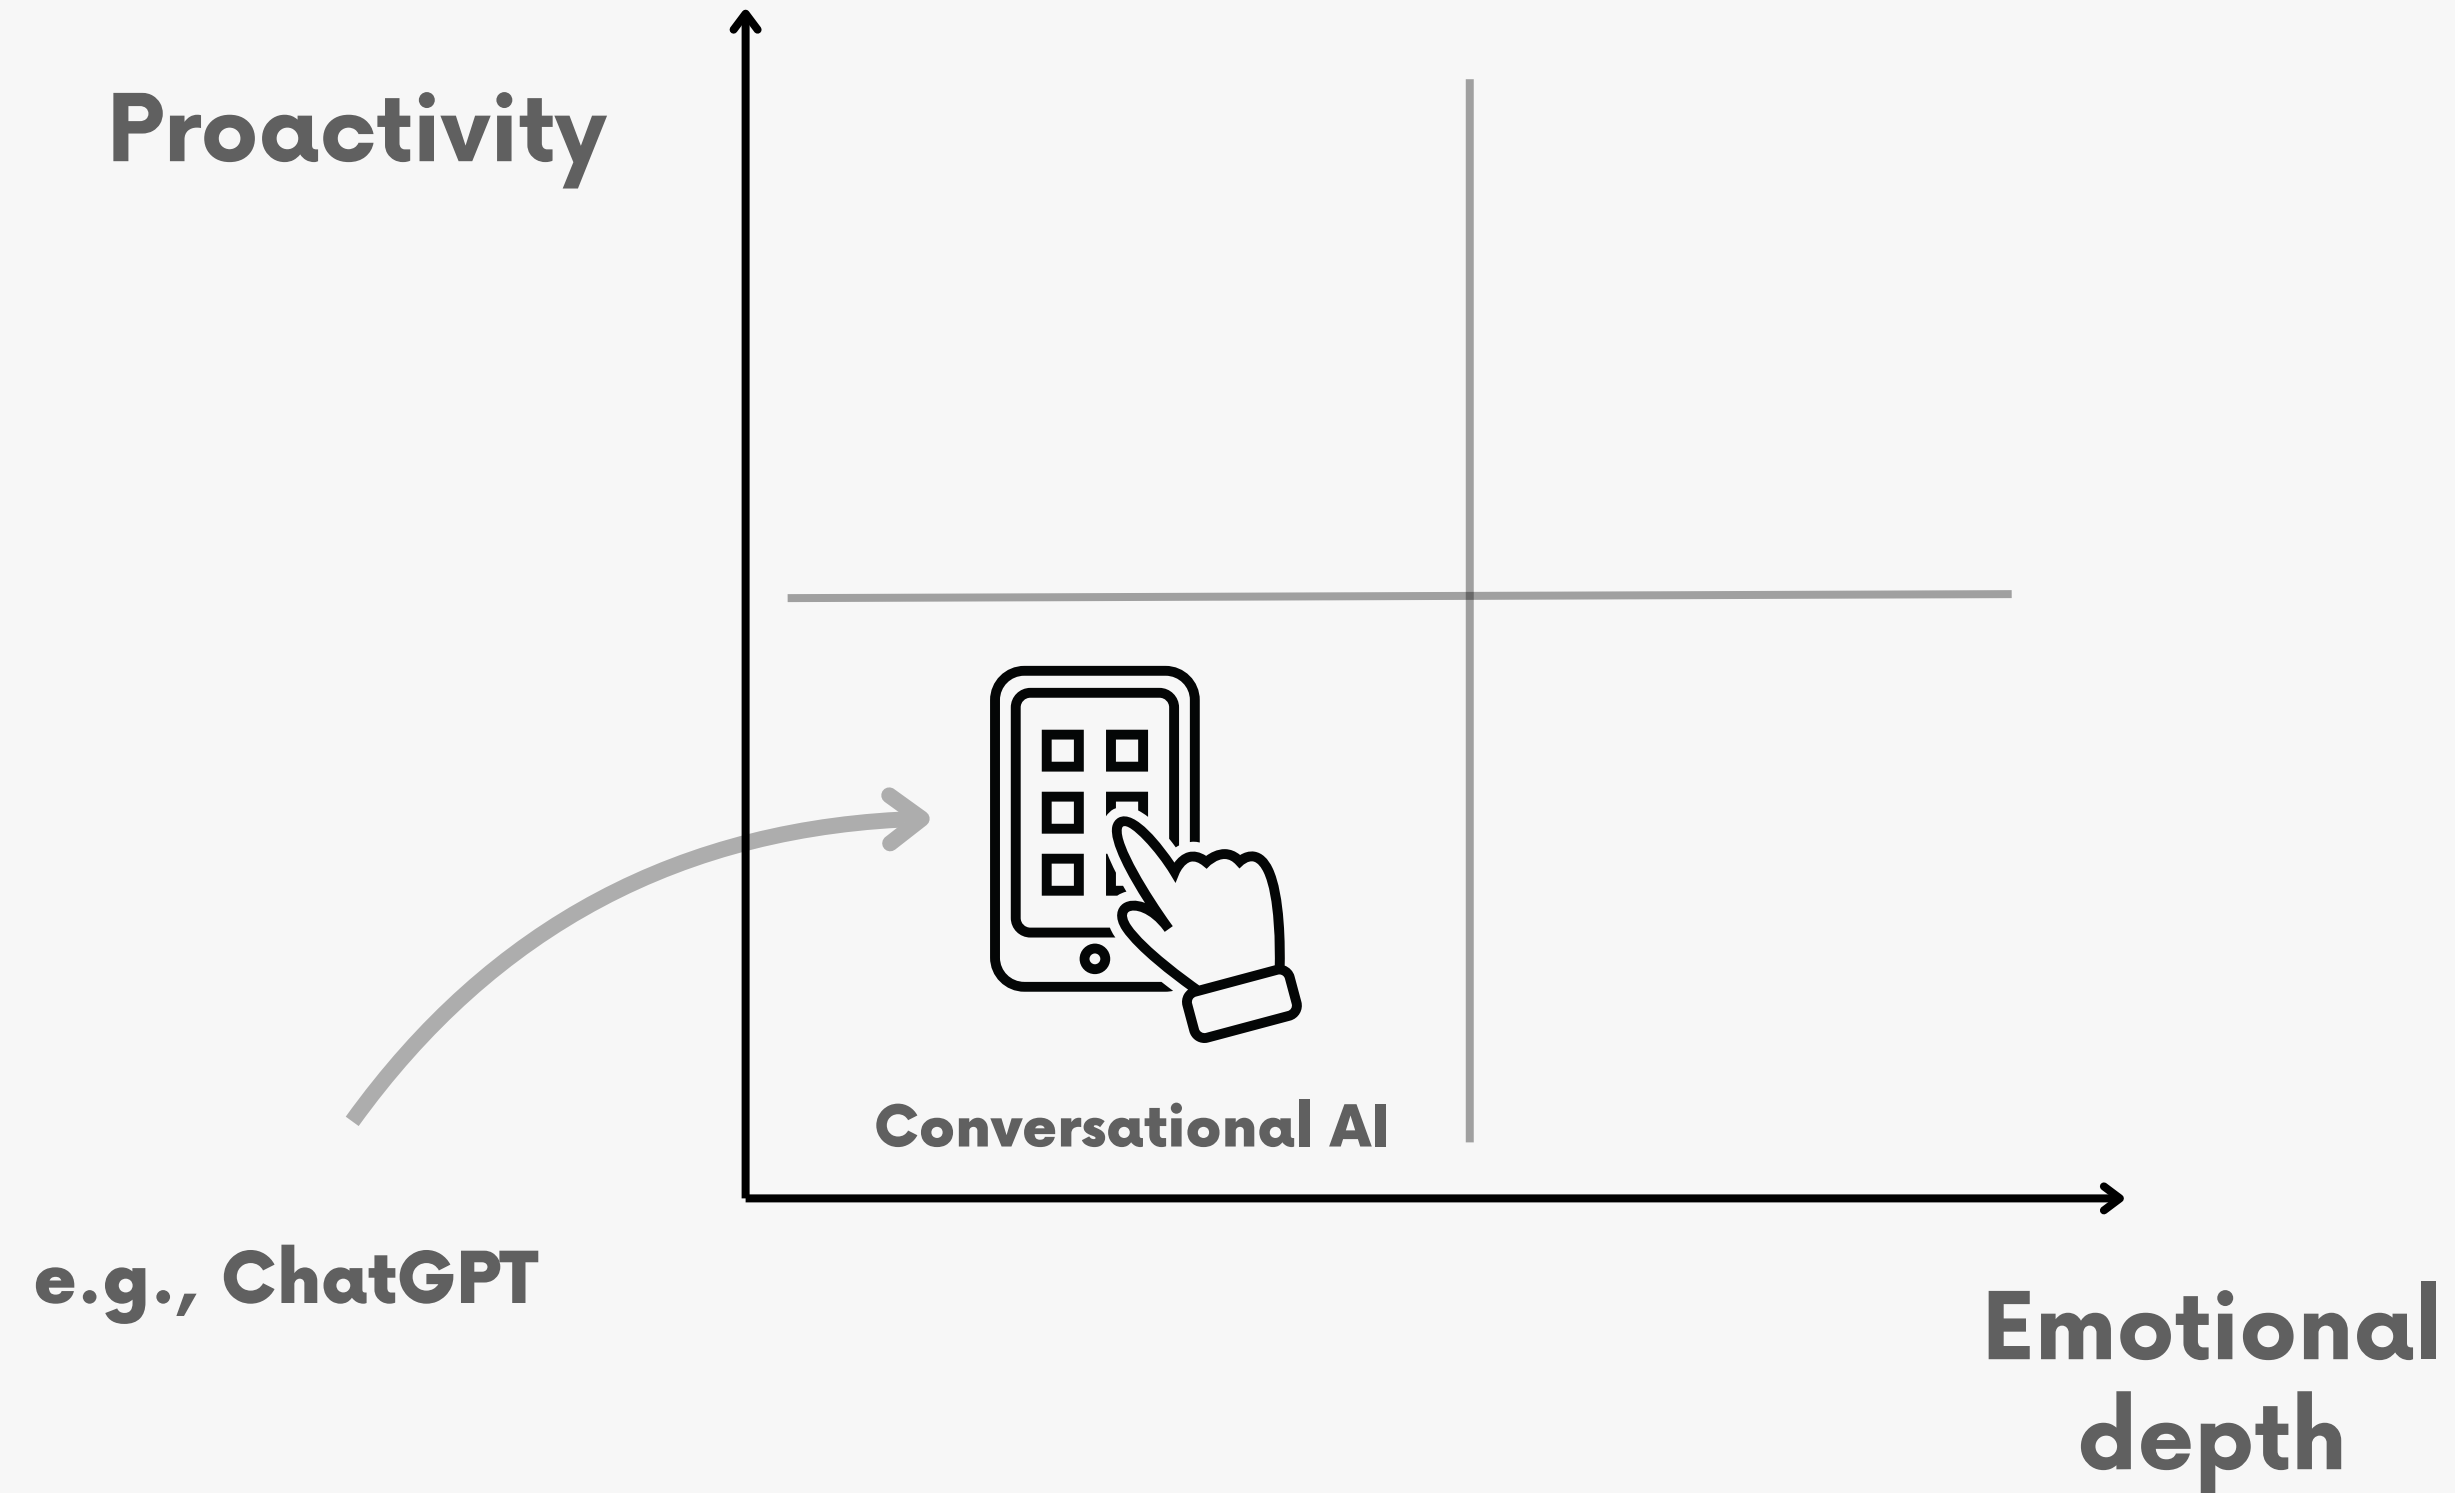 Proactivity
Conversational AI
e.g., ChatGPT
Emotional
depth